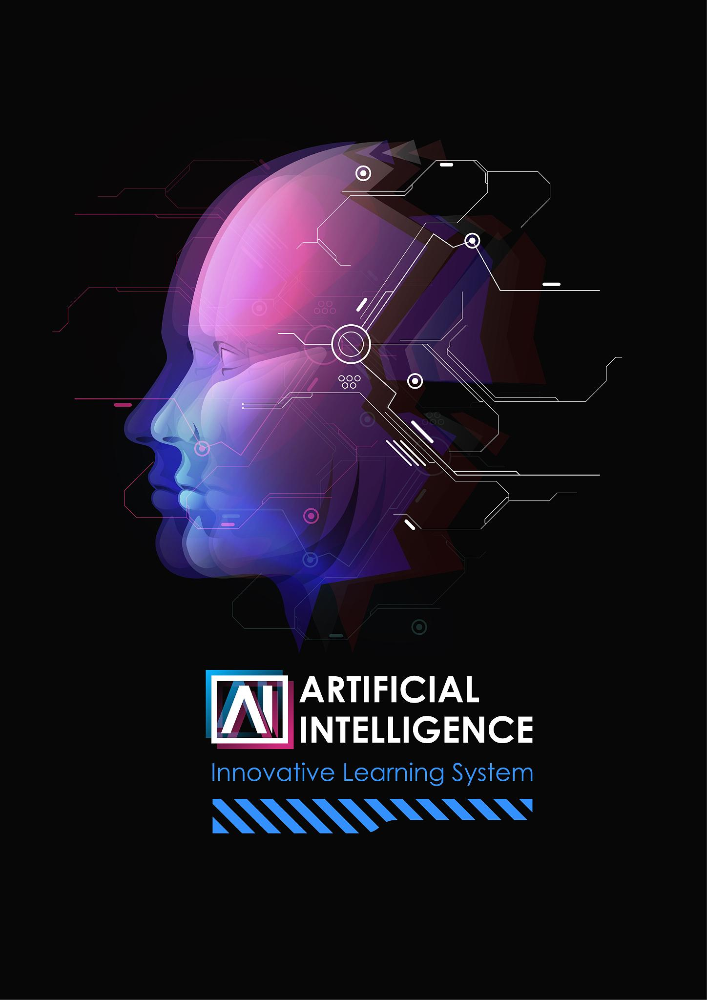 AI
ARTIFICIAL
INTELLIGENCE
Innovative Learning System